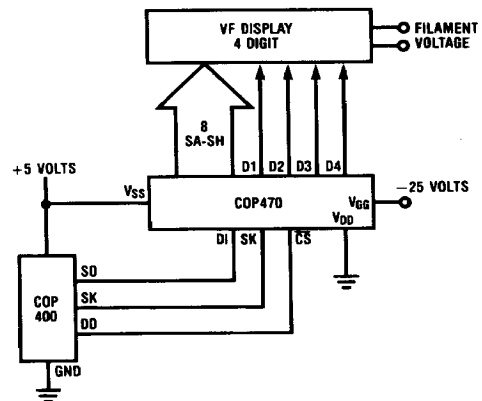 VF DISPLAY
4 DIGIT
FILAMENT
VOLTAGE
8
SA-SH
D1 D2 D3 D4
+5 VOLTS
VSS
COP470
−25 VOLTS
VGG
VDD
DI SK CS
COP
400
SO
SK
DO
GND